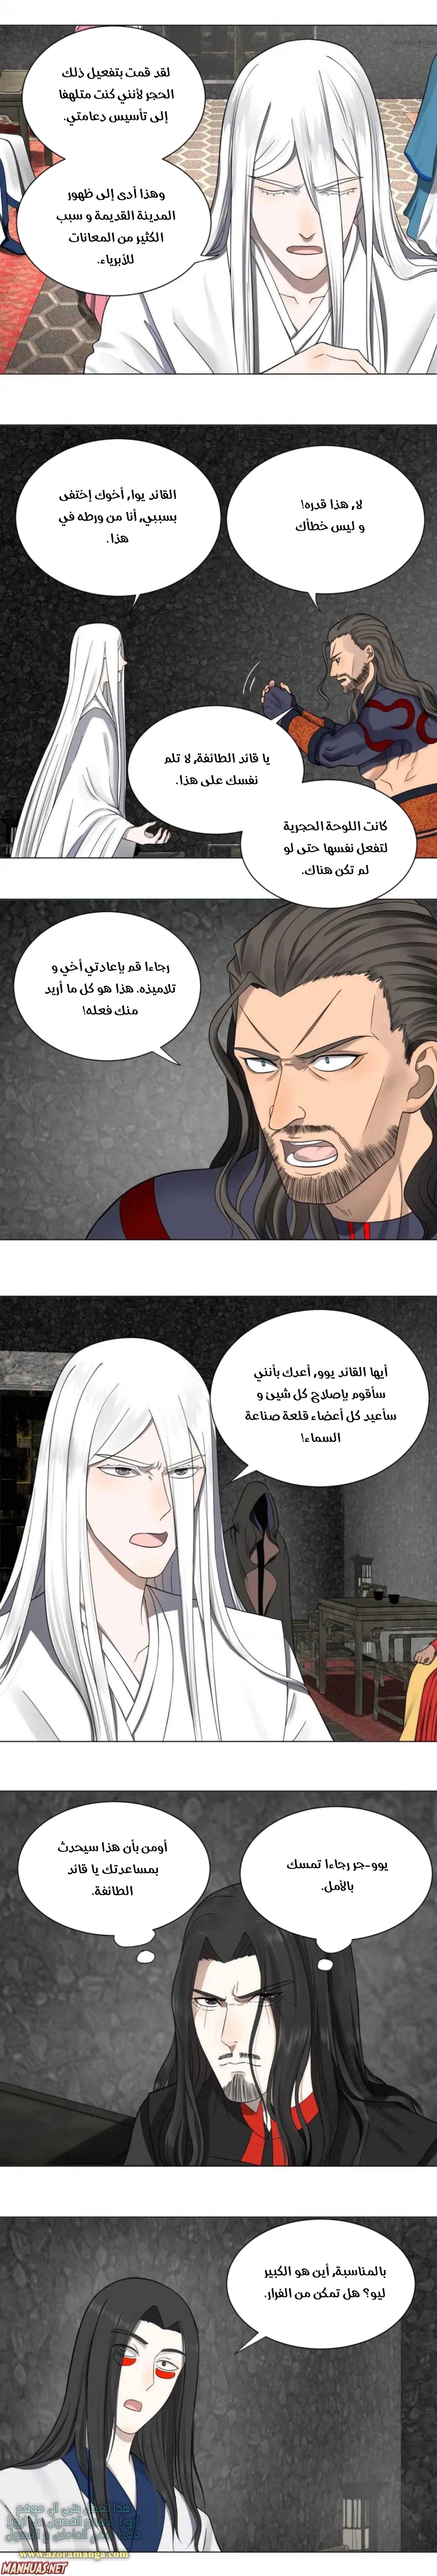 لقد قمت بتفعيل ذلك
الحجر لأنني كنت متلهفا
إلى تأسيس دعامتي.
وهذا أدى إلى ظهور
المدينة القديمة و سبب
الكثير من المعانات
للأبرياء.
لا, هذا قدره!
و ليس خطأك
القائد يوا, أخوك إختفى
بسببي, أنا من ورطه في
هذا.
يا قائد الطائفة, لا تلم
نفسك على هذا.
كانت اللوحة الحجرية
لتفعل نفسها حتى لو
لم تكن هناك.
رجاءا قم بإعادتي أخي و
تلاميذه. هذا هو كل ما أريد
منك فعله!
أيها القائد يوو, أعدك بأنني
سأقوم بإصلاح كل شيئ و
سأعيد كل أعضاء قلعة صناعة
السماء!
يوو-جر رجاءا تمسك
بالأمل.
أومن بأن هذا سيحدث
بمساعدتك يا قائد
الطائفة.
بالمناسبة, أين هو الكبير
ليو؟ هل تمكن من الفرار.
www.azoramanga.com
MANHUAS.NET